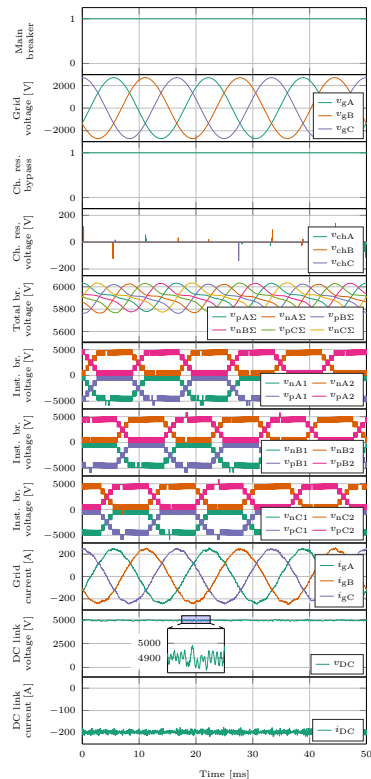 Main breaker
1
0
Grid voltage [V]
2000
0
−2000
vgA
vgB
vgC
Ch. res. bypass
1
0
Ch. res. voltage [V]
200
0
−200
vchA
vchB
vchC
Total br. voltage [V]
6000
5800
5600
vpAΣ vnAΣ vpBΣ
vnBΣ vpCΣ vnCΣ
Inst. br. voltage [V]
5000
0
−5000
vnA1 vnA2
vpA1 vpA2
Inst. br. voltage [V]
5000
0
−5000
vnB1 vnB2
vpB1 vpB2
Inst. br. voltage [V]
5000
0
−5000
vnC1 vnC2
vpC1 vpC2
Grid current [A]
200
0
−200
igA
igB
igC
DC link voltage [V]
5000
0
5000
4900
vDC
DC link current [A]
0
−100
−200
iDC
0 10 20 30 40 50
Time [ms]